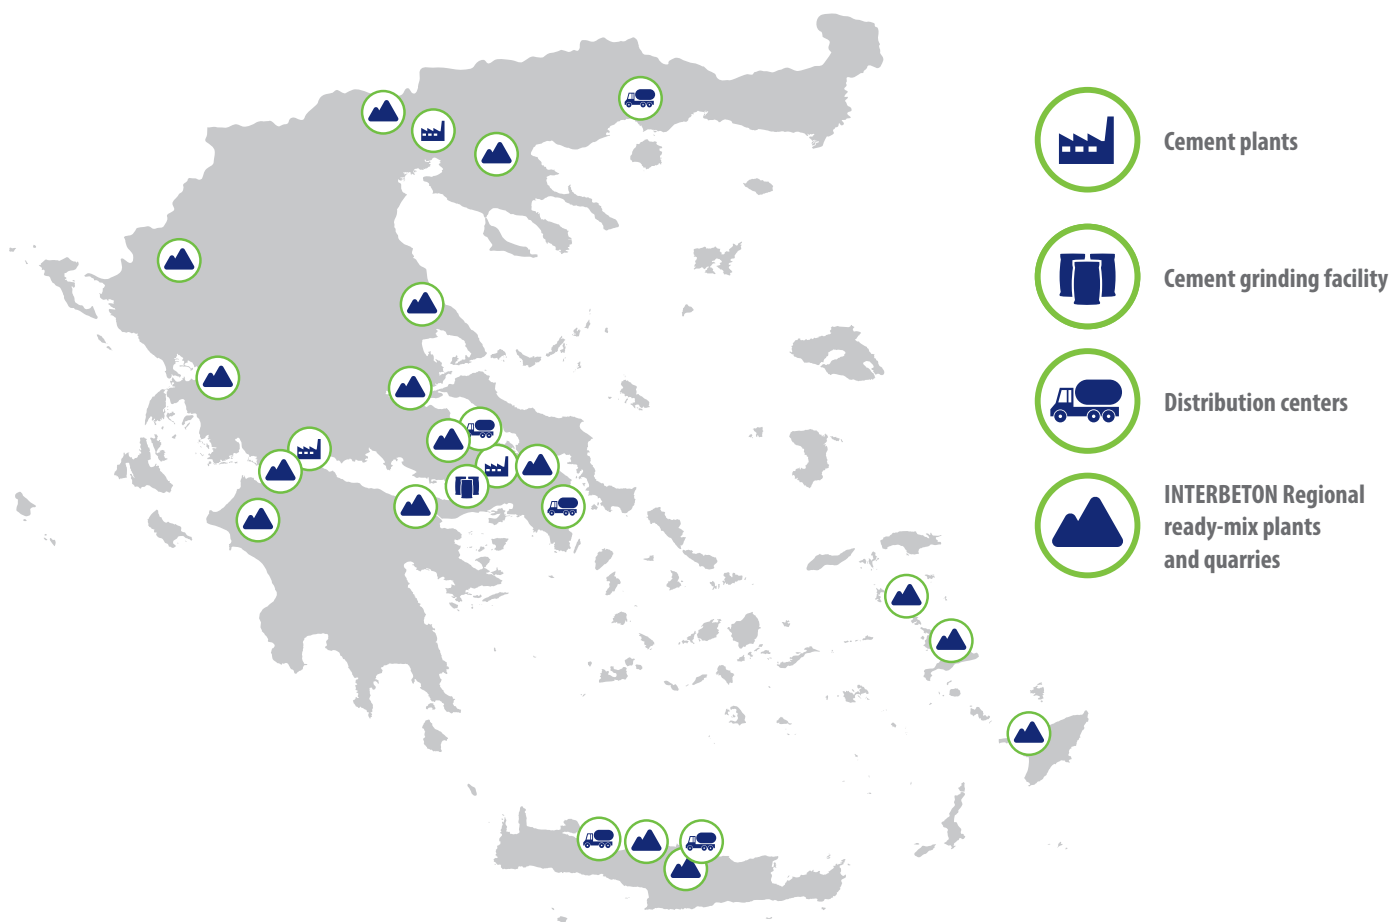 Cement plants
Cement grinding facility
Distribution centers
INTERBETON Regional
ready-mix plants
and quarries